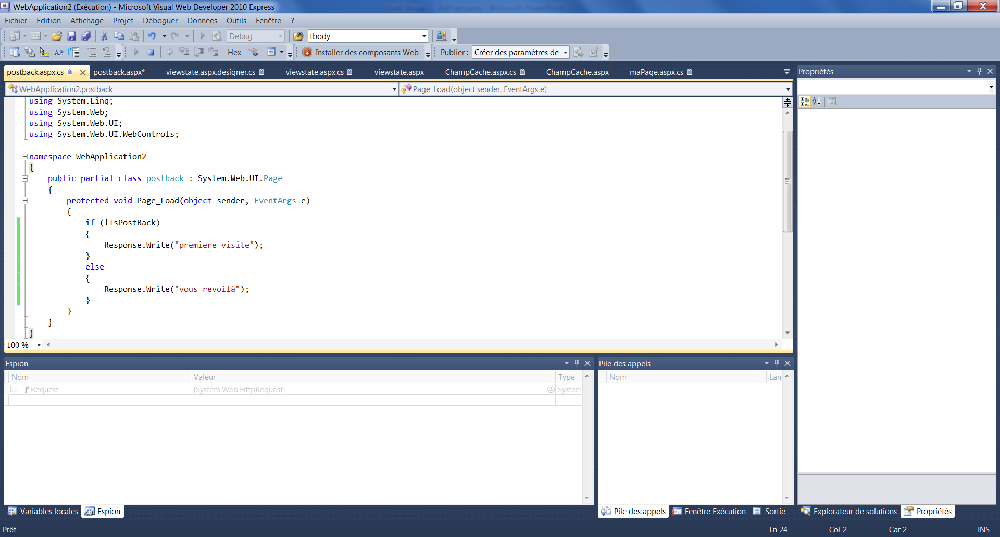 WebApplication2 (Exécution) - Microsoft Visual Web Developer 2010 Express
Fichier Edition Affichage Projet Déboguer Données Outils Fenêtre ?
Debug tbody
Hex Installer des composants Web Publier : Créer des paramètres de
postback.aspx.cs postback.aspx* viewstate.aspx.designer.cs viewstate.aspx.cs viewstate.aspx ChampCache.aspx.cs ChampCache.aspx maPage.aspx.cs Propriétés
WebApplication2.postback Page_Load(object sender, EventArgs e)
using System.Linq;
using System.Web;
using System.Web.UI;
using System.Web.UI.WebControls;
namespace WebApplication2
{
public partial class postback : System.Web.UI.Page
{
protected void Page_Load(object sender, EventArgs e)
{
if (!IsPostBack)
{
Response.Write("premiere visite");
}
else
{
Response.Write("vous revoilà");
}
}
}
}
100 %
Espion Pile des appels
Nom Valeur Type Nom Lan
Request {System.Web.HttpRequest} System
Variables locales Espion Pile des appels Fenêtre Exécution Sortie Explorateur de solutions Propriétés
Prêt Ln 24 Col 2 Car 2 INS